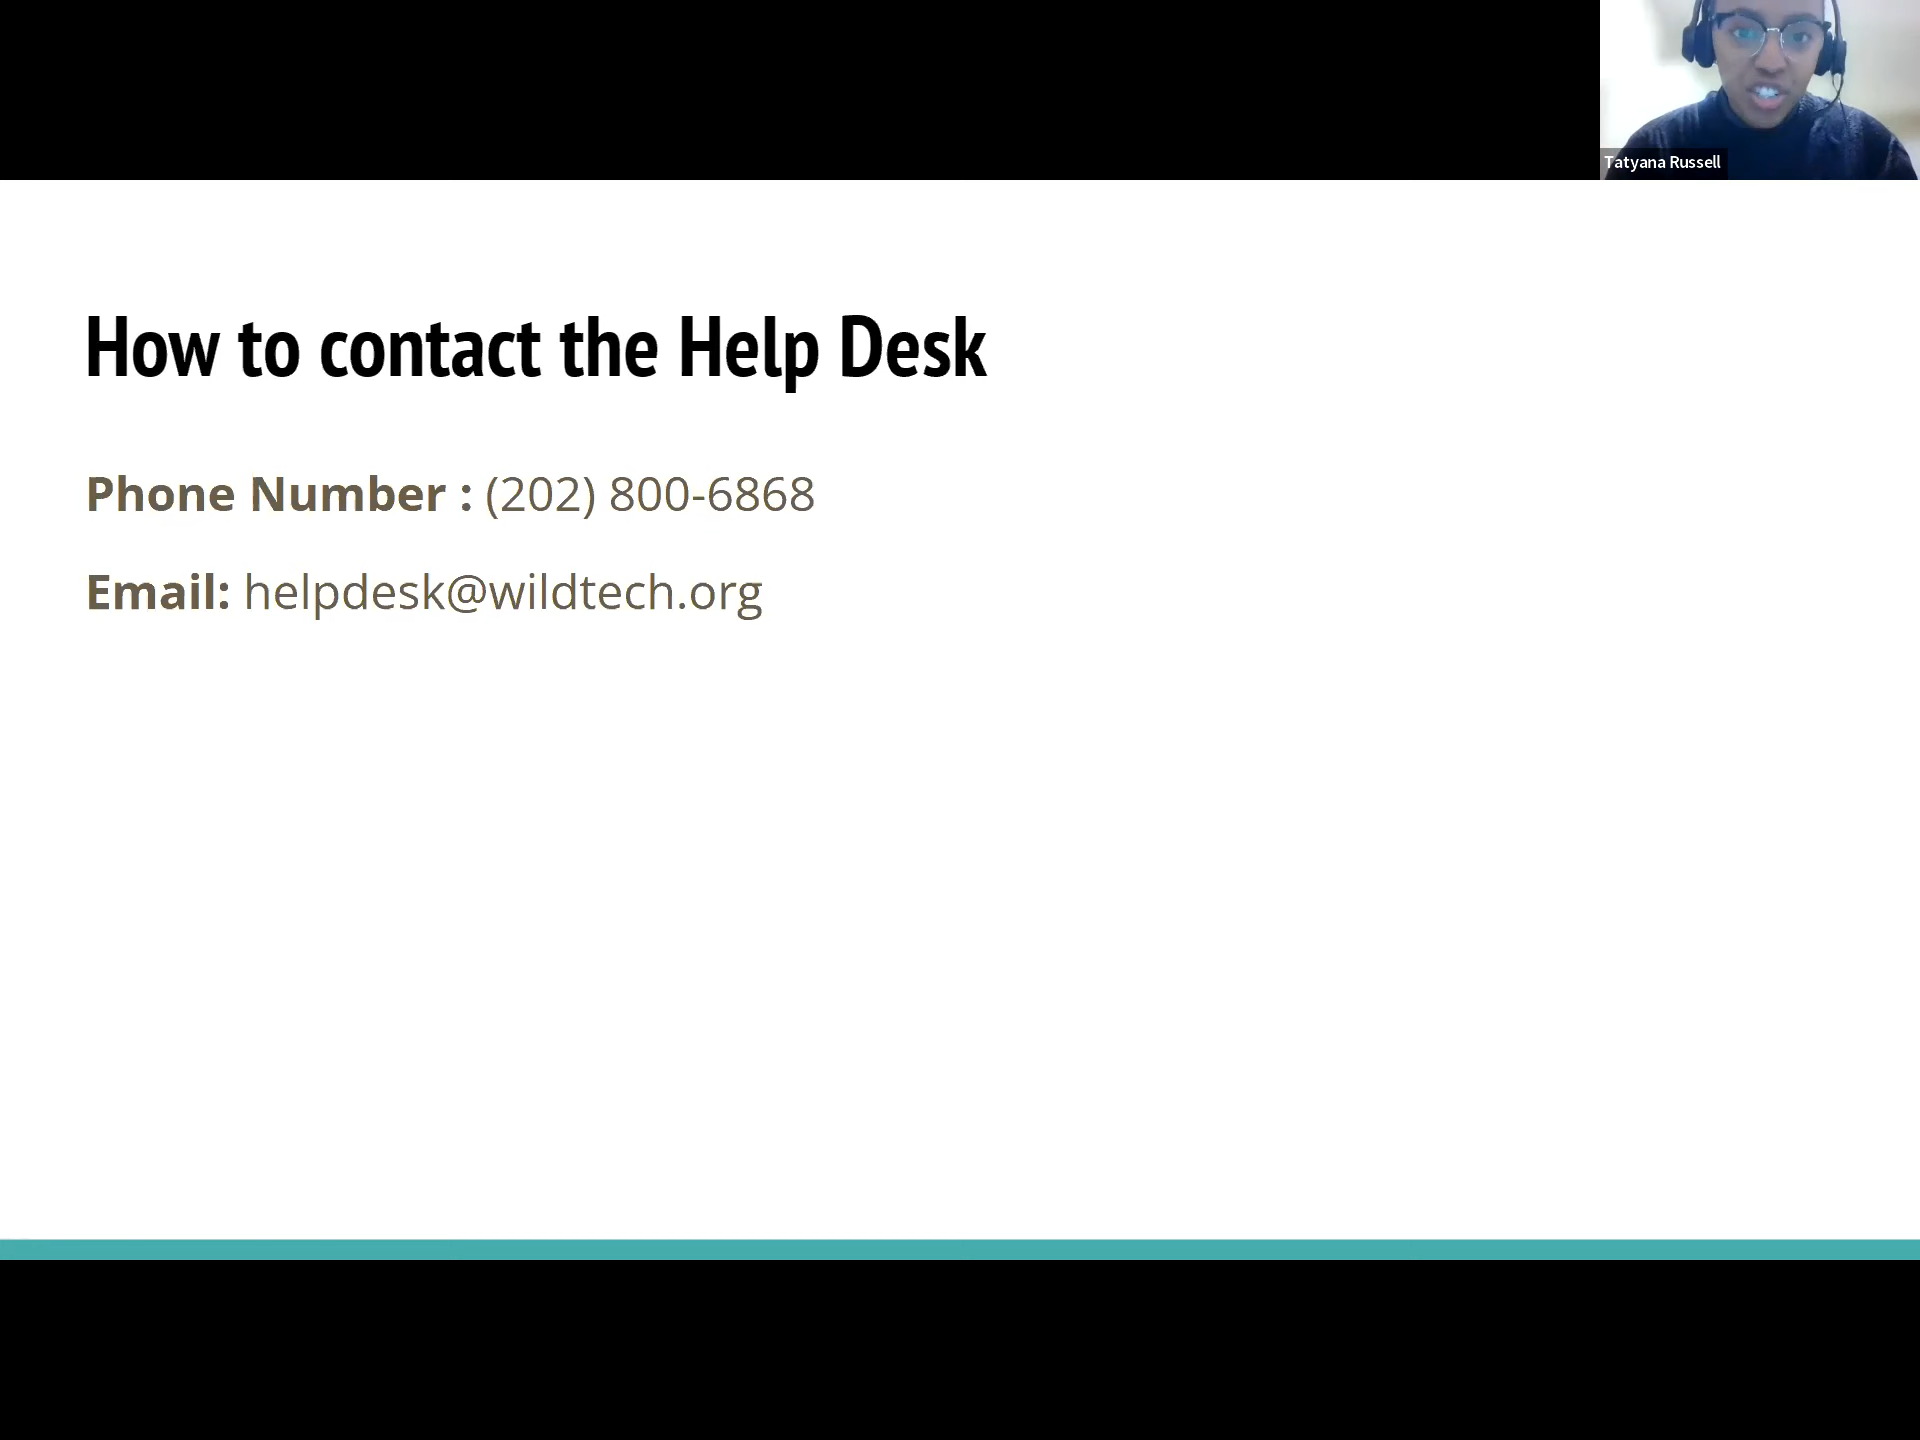 Tatyana Russell
How to contact the Help Desk
Phone Number : (202) 800-6868
Email: helpdesk@wildtech.org